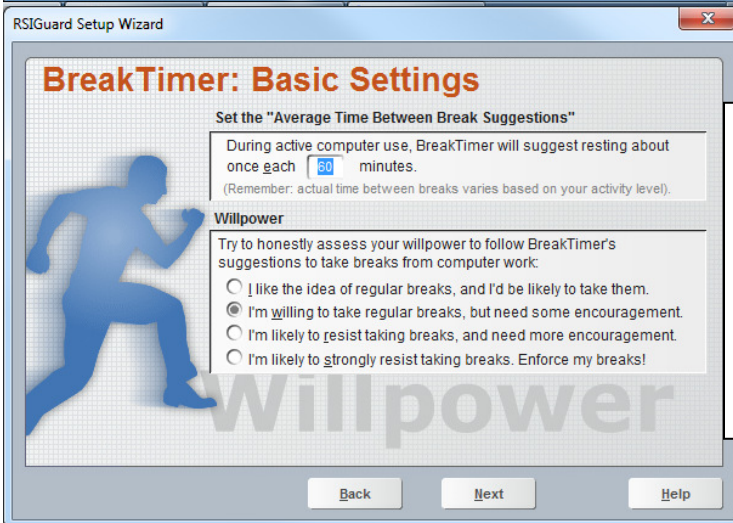 RSIGuard Setup Wizard
BreakTimer: Basic Settings
Set the "Average Time Between Break Suggestions"
During active computer use, BreakTimer will suggest resting about
once each 60 minutes.
(Remember: actual time between breaks varies based on your activity level).
Willpower
Try to honestly assess your willpower to follow BreakTimer's
suggestions to take breaks from computer work:
I like the idea of regular breaks, and I'd be likely to take them.
I'm willing to take regular breaks, but need some encouragement.
I'm likely to resist taking breaks, and need more encouragement.
I'm likely to strongly resist taking breaks. Enforce my breaks!
Willpower
Back Next Help